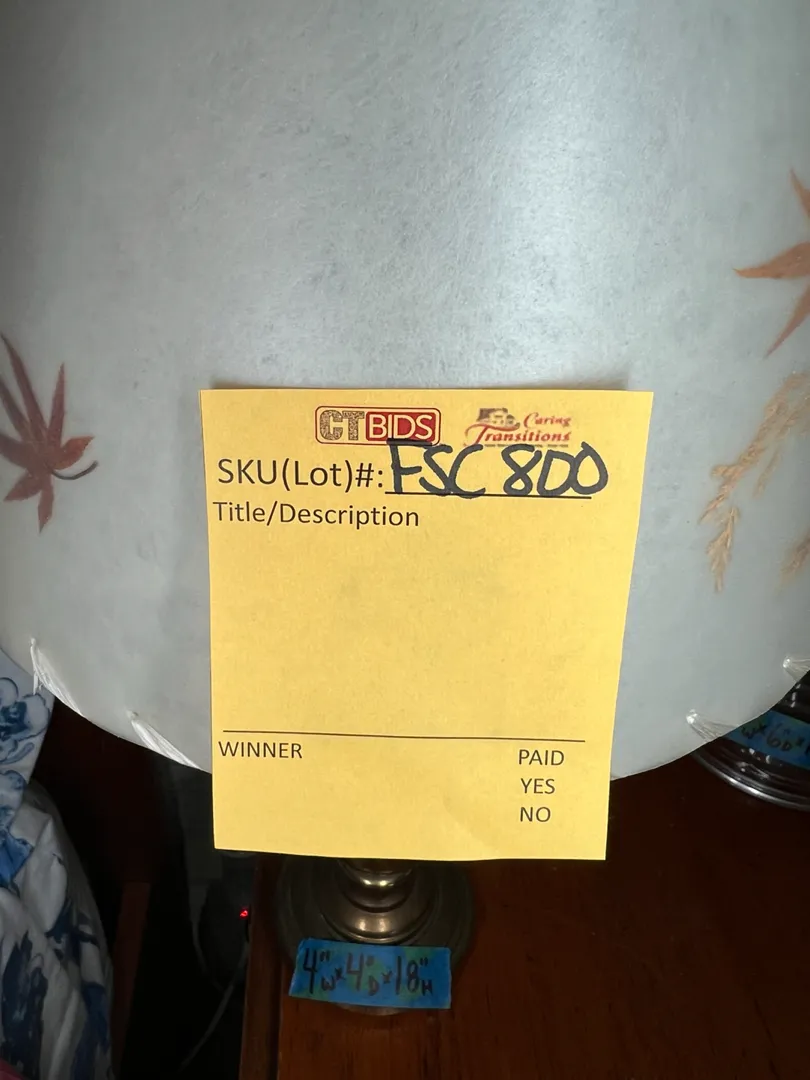 CTBIDS Caring Transitions
SKU(Lot)#: FSC 800
Title/Description
WINNER PAID
YES
NO
4"W x 4"D x 18"H